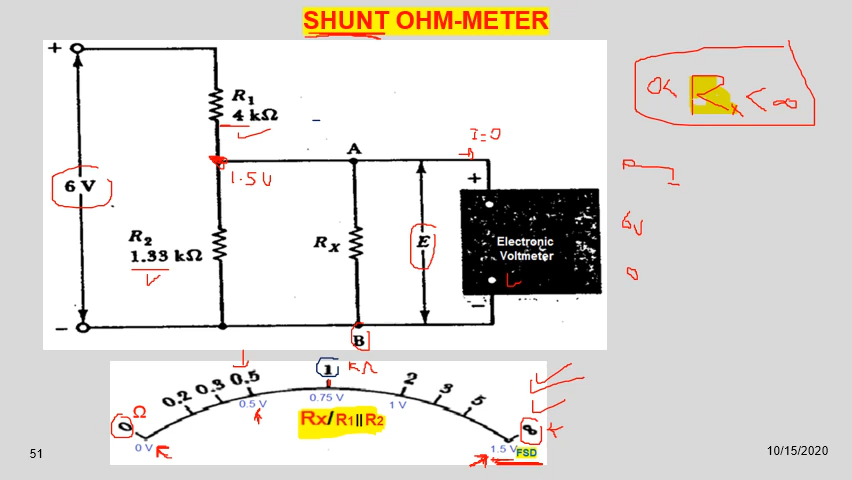 SHUNT OHM-METER
+
R1
4 kΩ
I=0
0<
<x < ∞
A
+
1.5V
6 V
R2
1.33 kΩ
RX
E
Electronic
Voltmeter
6V
0
−
−
B
0 Ω 0.2 0.3 0.5 1 KΩ 2 3 5 ∞
0 V 0.5 V 0.75 V 1 V 1.5 V FSD
Rx/R1||R2
51
10/15/2020